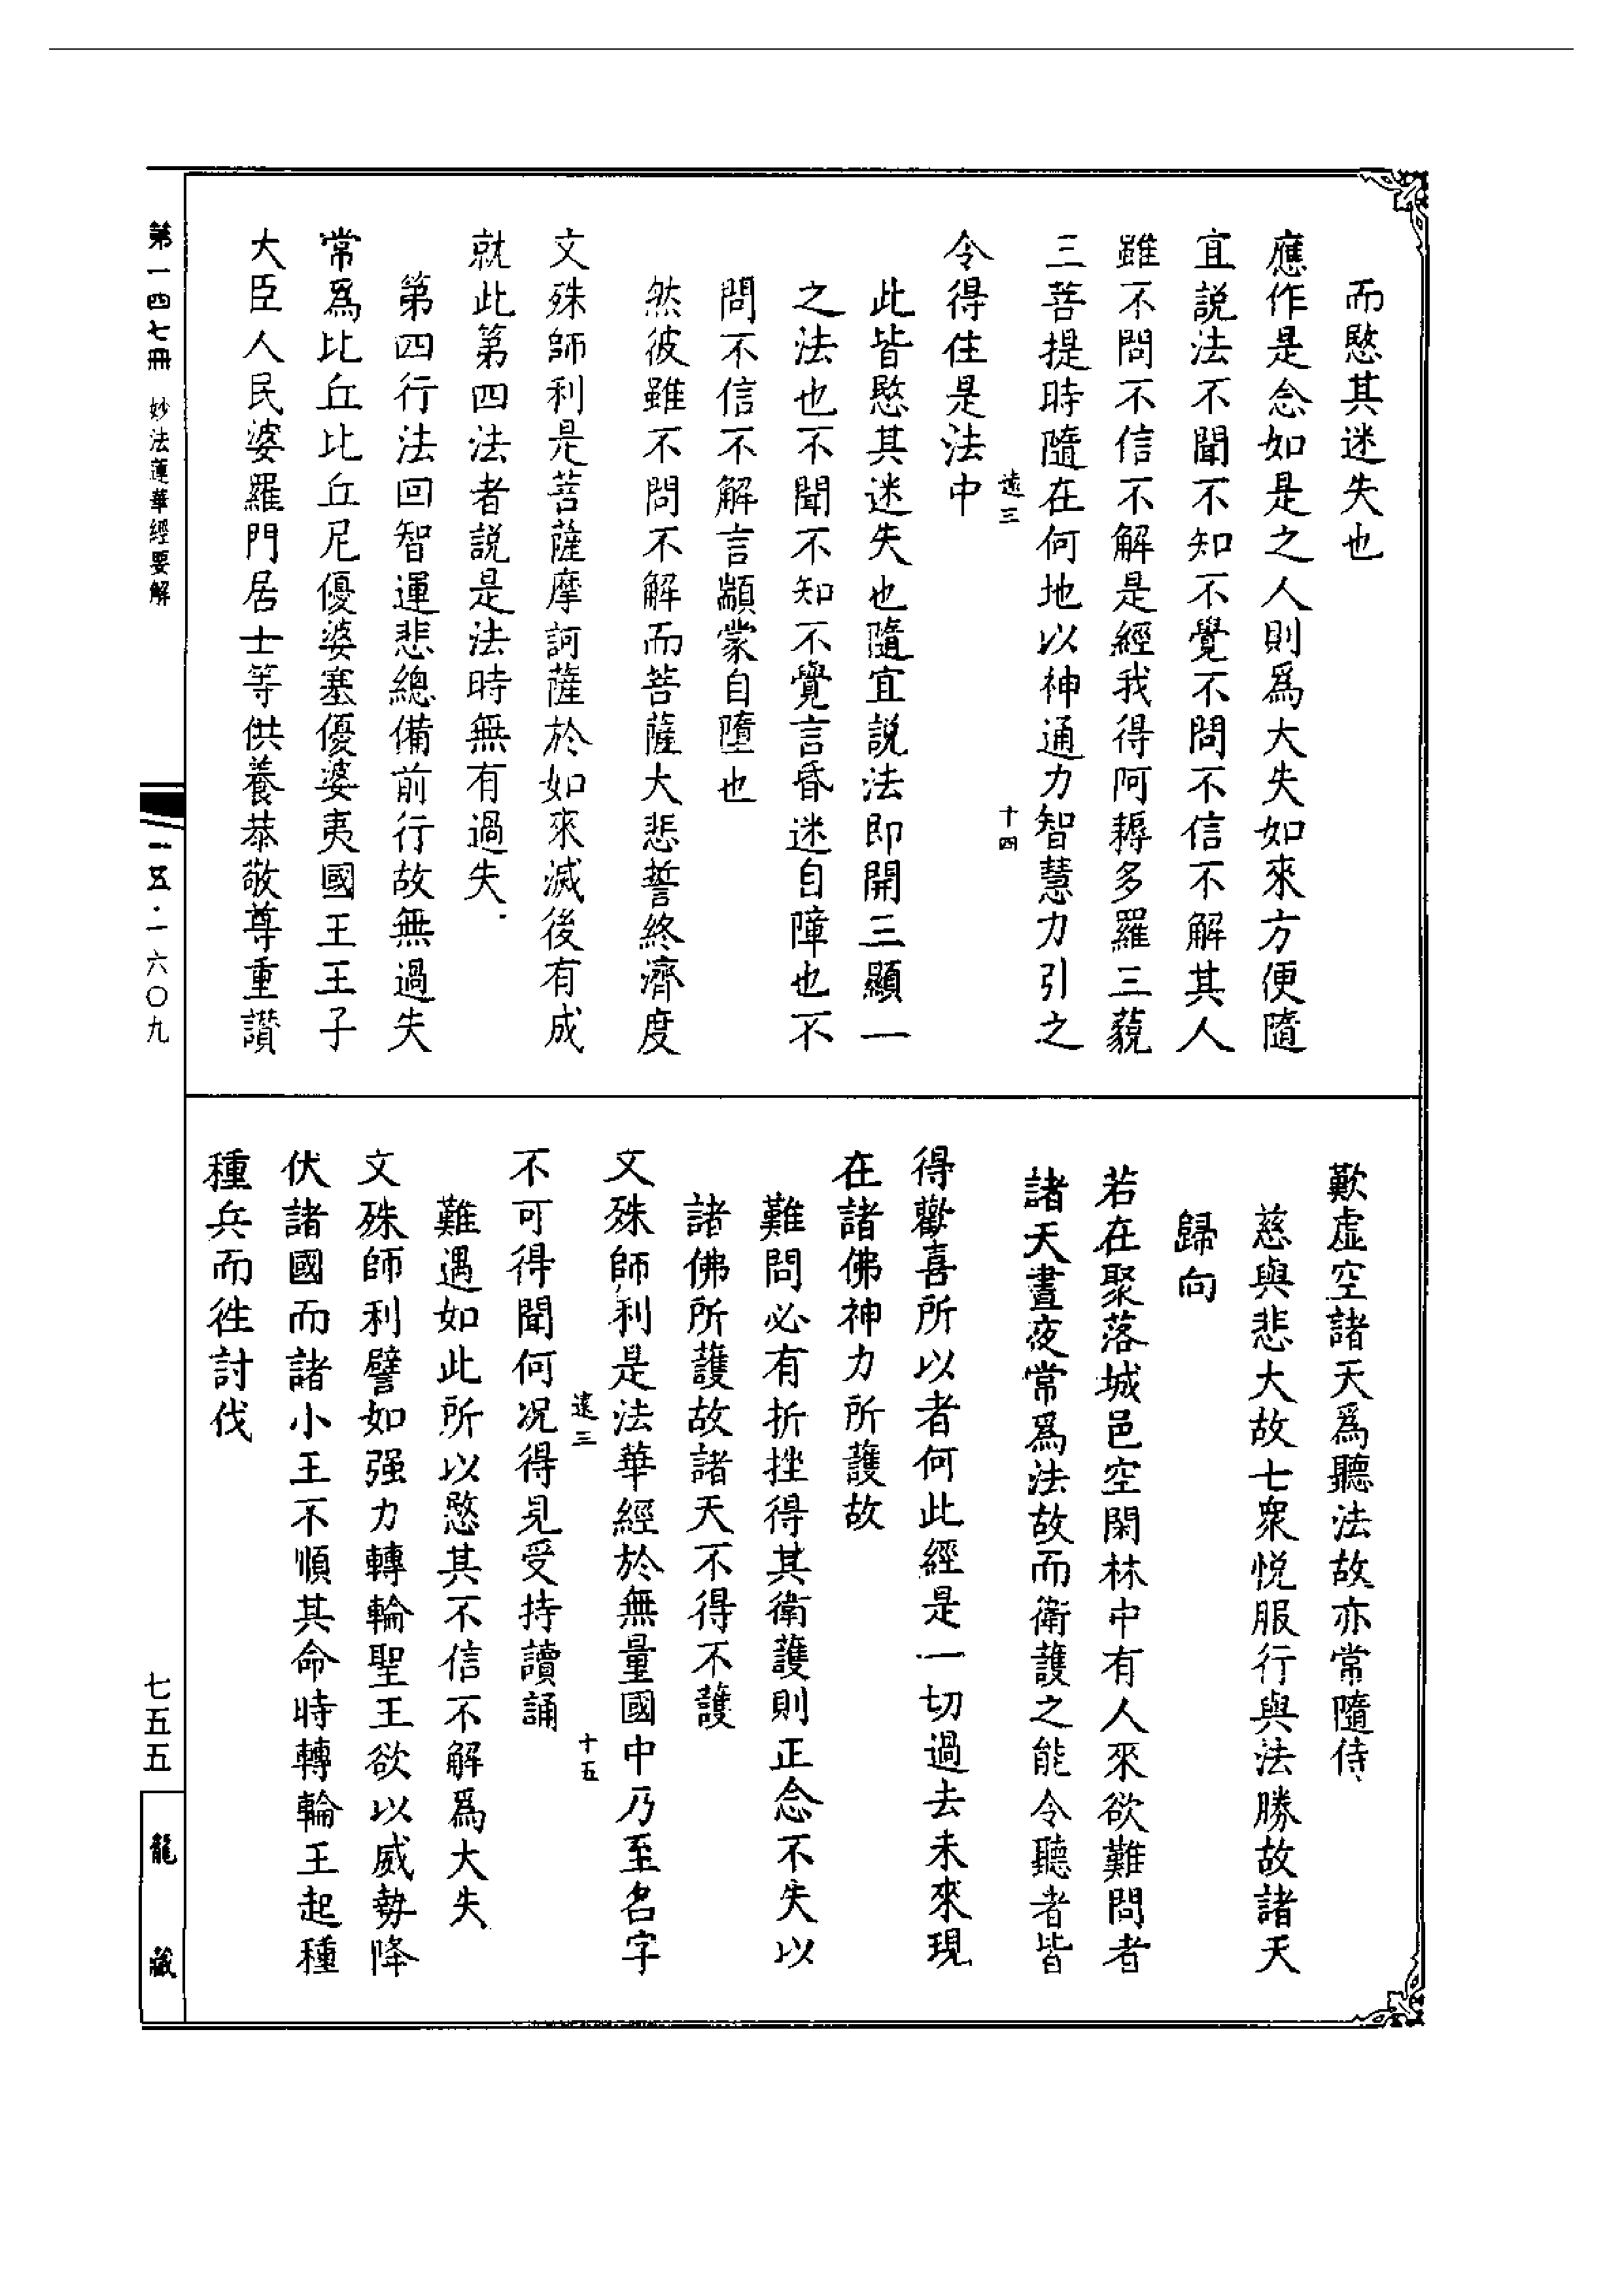 而愍其迷失也
應作是念如是之人則爲大失如來方便隨
宜說法不聞不知不覺不問不信不解其人
雖不問不信不解是經我得阿耨多羅三藐
三菩提時隨在何地以神通力智慧力引之
遠三 十四
令得住是法中
此皆愍其迷失也隨宜說法即開三顯一
之法也不聞不知不覺言昏迷自障也不
問不信不解言顓蒙自墮也
然彼雖不問不解而菩薩大悲誓終濟度
文殊師利是菩薩摩訶薩於如來滅後有成
就此第四法者說是法時無有過失
第四行法回智運悲總備前行故無過失
常爲比丘比丘尼優婆塞優婆夷國王王子
大臣人民婆羅門居士等供養恭敬尊重讚
歎虛空諸天爲聽法故亦常隨侍
慈與悲大故七衆悅服行與法勝故諸天
歸向
若在聚落城邑空閑林中有人來欲難問者
諸天晝夜常爲法故而衛護之能令聽者皆
得歡喜所以者何此經是一切過去未來現
在諸佛神力所護故
難問必有折挫得其衛護則正念不失以
諸佛所護故諸天不得不護
文殊師利是法華經於無量國中乃至名字
遠三 十五
不可得聞何况得見受持讀誦
難遇如此所以愍其不信不解爲大失
文殊師利譬如强力轉輪聖王欲以威勢降
伏諸國而諸小王不順其命時轉輪王起種
種兵而往討伐
第一四七冊 妙法蓮華經要解
一五·一六〇九
七五五
龍藏